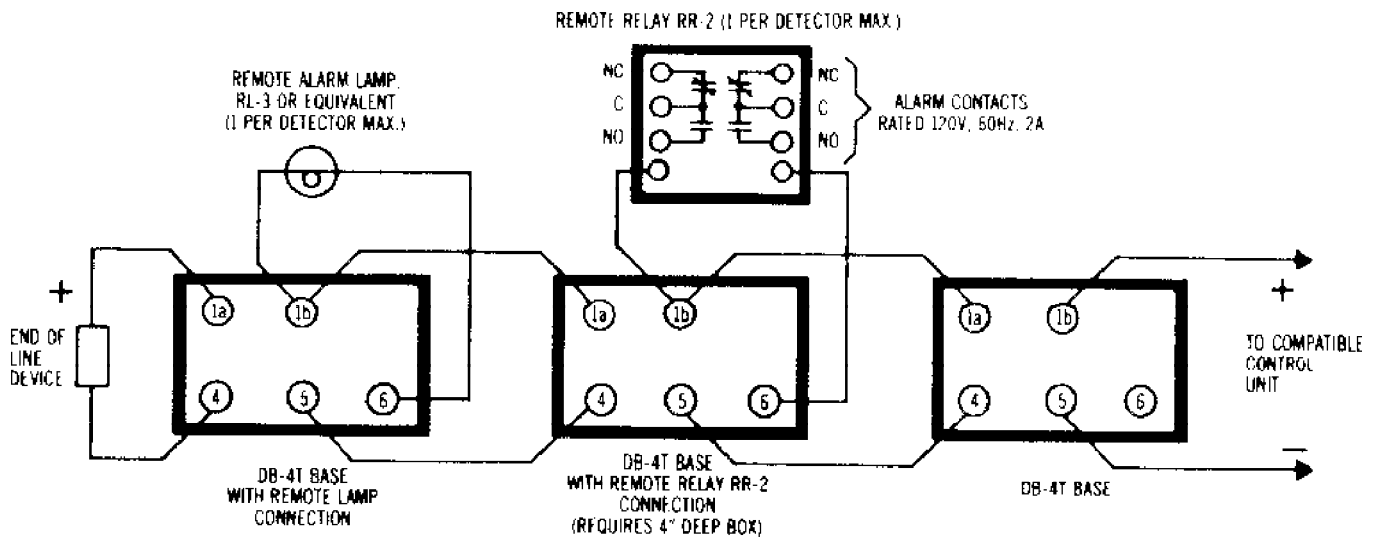 REMOTE RELAY RR-2 (1 PER DETECTOR MAX.)
REMOTE ALARM LAMP
RL-3 OR EQUIVALENT
(1 PER DETECTOR MAX.)
NC
C
NO
NC
C
NO
ALARM CONTACTS
RATED 120V, 60Hz, 2A
+
END OF
LINE
DEVICE
1a
1b
4
5
6
1a
1b
4
5
6
1a
1b
4
5
6
+
TO COMPATIBLE
CONTROL
UNIT
−
DB-4T BASE
WITH REMOTE LAMP
CONNECTION
DB-4T BASE
WITH REMOTE RELAY RR-2
CONNECTION
(REQUIRES 4" DEEP BOX)
DB-4T BASE